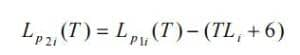 L_{p2i}(T) = L_{p1i}(T) − (TL_i + 6)